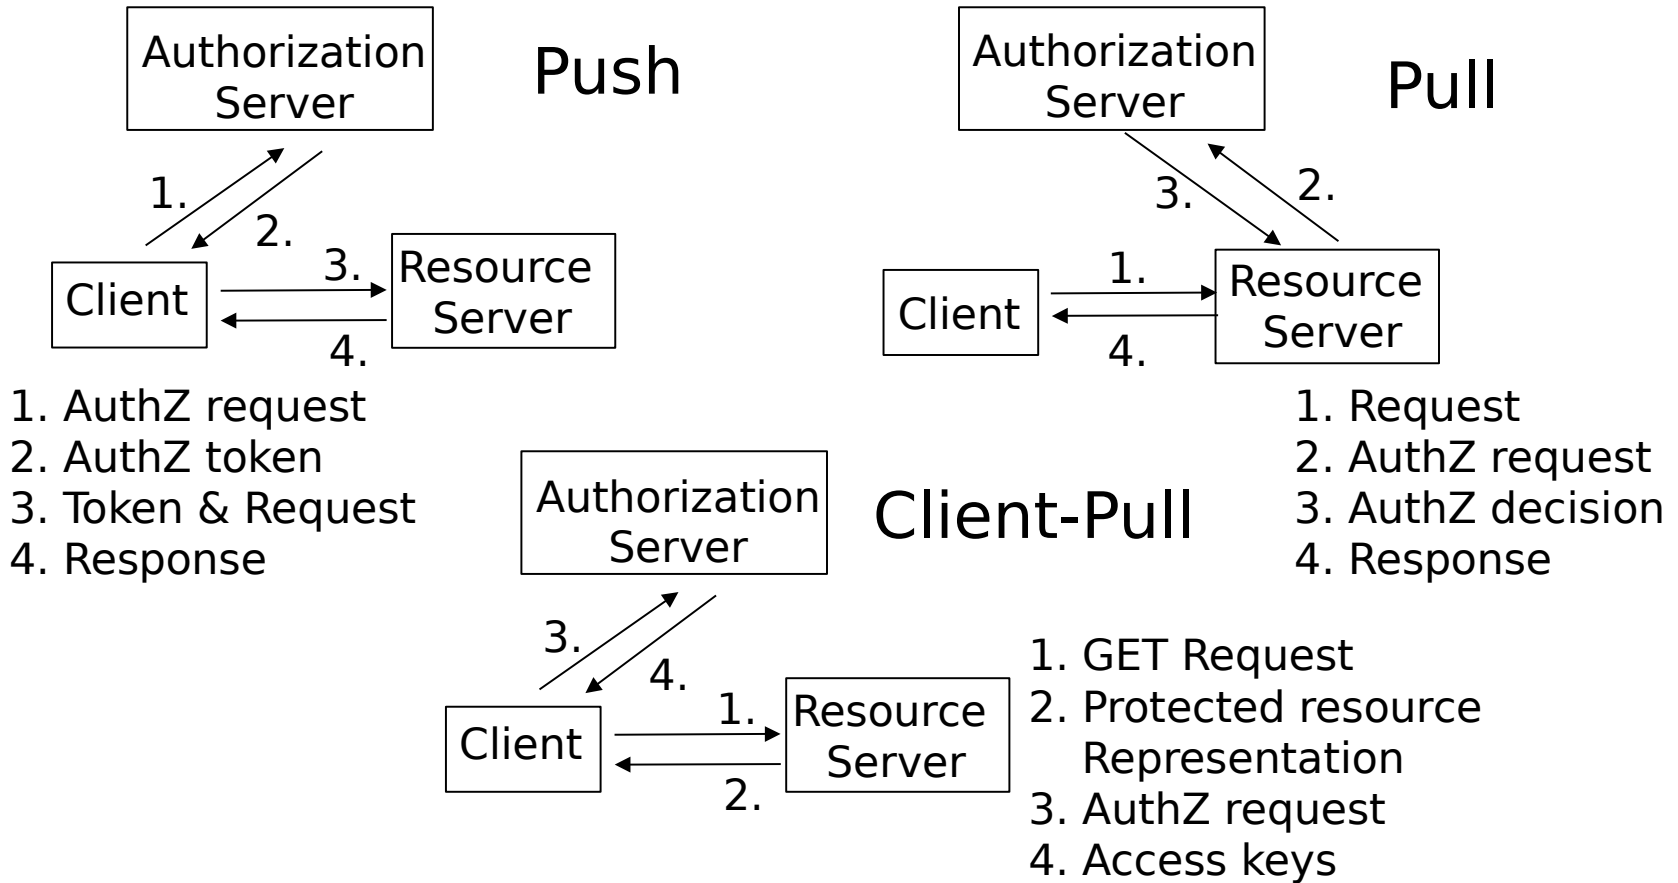 Authorization
Server
Push
1.
2.
Client
3.
Resource
Server
4.
1. AuthZ request
2. AuthZ token
3. Token & Request
4. Response
Authorization
Server
Pull
3.
2.
Client
1.
Resource
Server
4.
1. Request
2. AuthZ request
3. AuthZ decision
4. Response
Authorization
Server
Client-Pull
3.
4.
Client
1.
Resource
Server
2.
1. GET Request
2. Protected resource
Representation
3. AuthZ request
4. Access keys